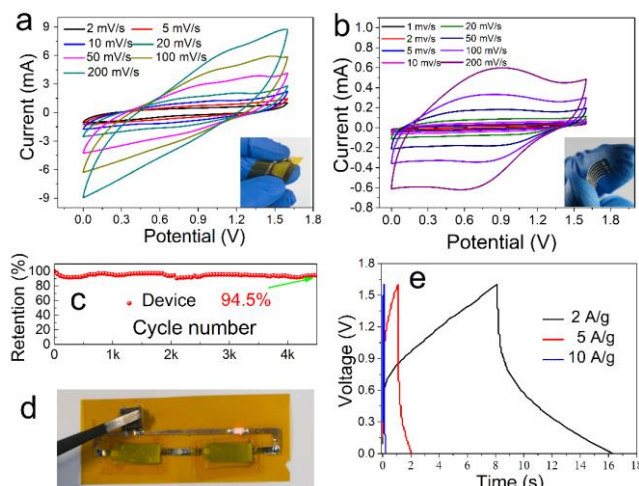 a
2 mV/s 5 mV/s
10 mV/s 20 mV/s
50 mV/s 100 mV/s
200 mV/s
Current (mA)
9
6
3
0
-3
-6
-9
0.0 0.3 0.6 0.9 1.2 1.5 1.8
Potential (V)
b
1 mv/s 20 mV/s
2 mV/s 50 mV/s
5 mv/s 100 mV/s
10 mv/s 200 mV/s
Current (mA)
1.0
0.8
0.6
0.4
0.2
0.0
-0.2
-0.4
-0.6
-0.8
0.0 0.3 0.6 0.9 1.2 1.5 1.8
Potential (V)
Retention (%)
100
80
60
40
20
0
c Device 94.5%
Cycle number
0 1k 2k 3k 4k
d
e
2 A/g
5 A/g
10 A/g
Voltage (V)
1.8
1.5
1.2
0.9
0.6
0.3
0.0
0 2 4 6 8 10 12 14 16 18
Time (s)